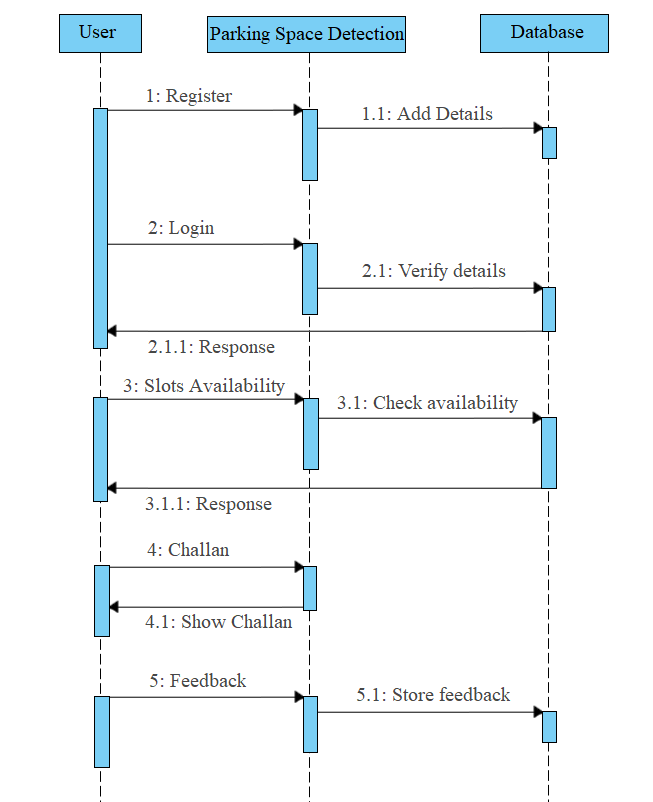 User
Parking Space Detection
Database
1: Register
1.1: Add Details
2: Login
2.1: Verify details
2.1.1: Response
3: Slots Availability
3.1: Check availability
3.1.1: Response
4: Challan
4.1: Show Challan
5: Feedback
5.1: Store feedback